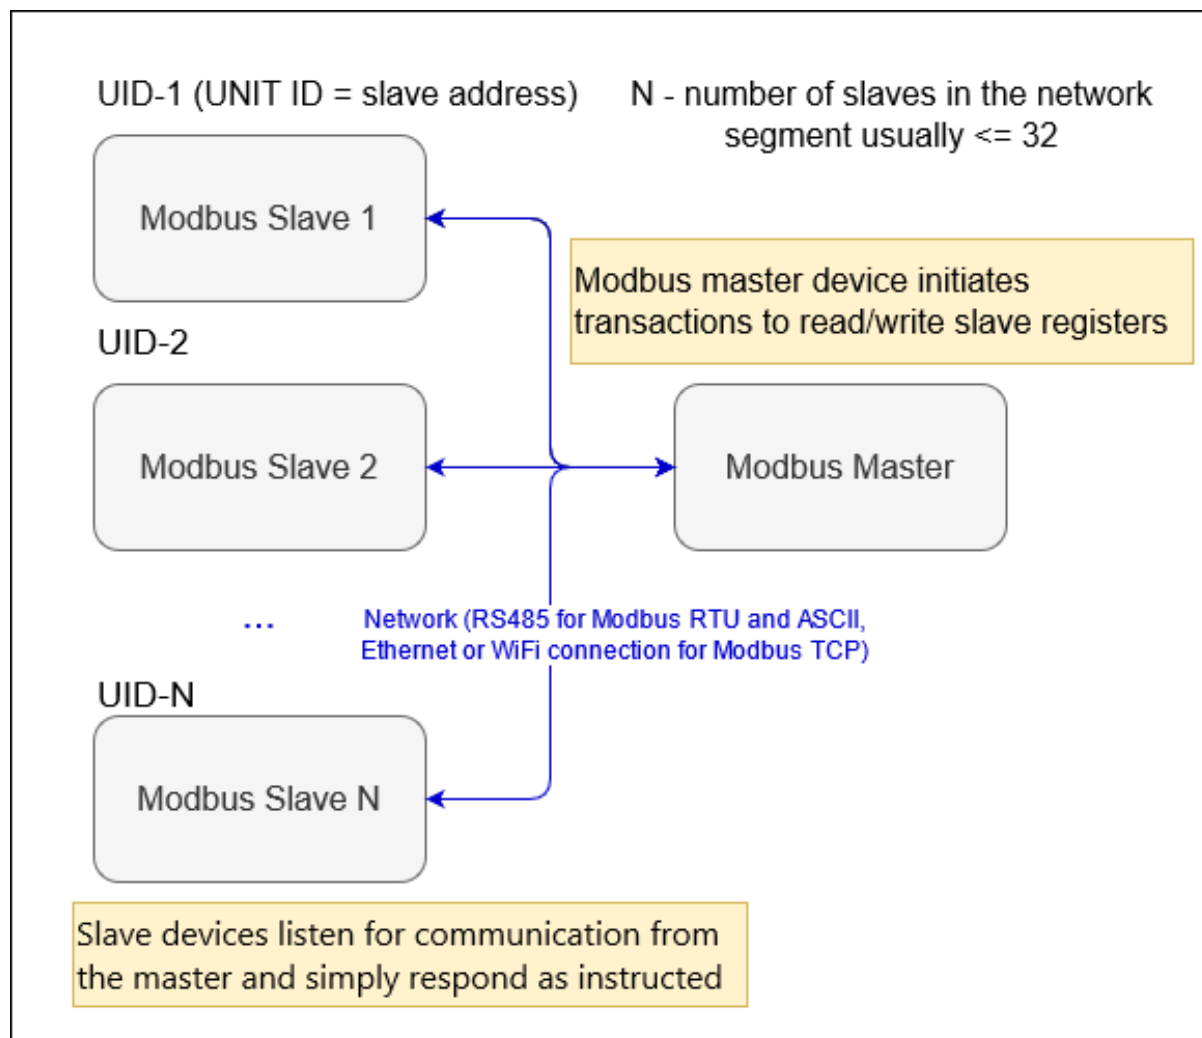 UID-1 (UNIT ID = slave address)
N - number of slaves in the network
segment usually <= 32
Modbus Slave 1
Modbus master device initiates
transactions to read/write slave registers
UID-2
Modbus Slave 2
Modbus Master
...
Network (RS485 for Modbus RTU and ASCII,
Ethernet or WiFi connection for Modbus TCP)
UID-N
Modbus Slave N
Slave devices listen for communication from
the master and simply respond as instructed